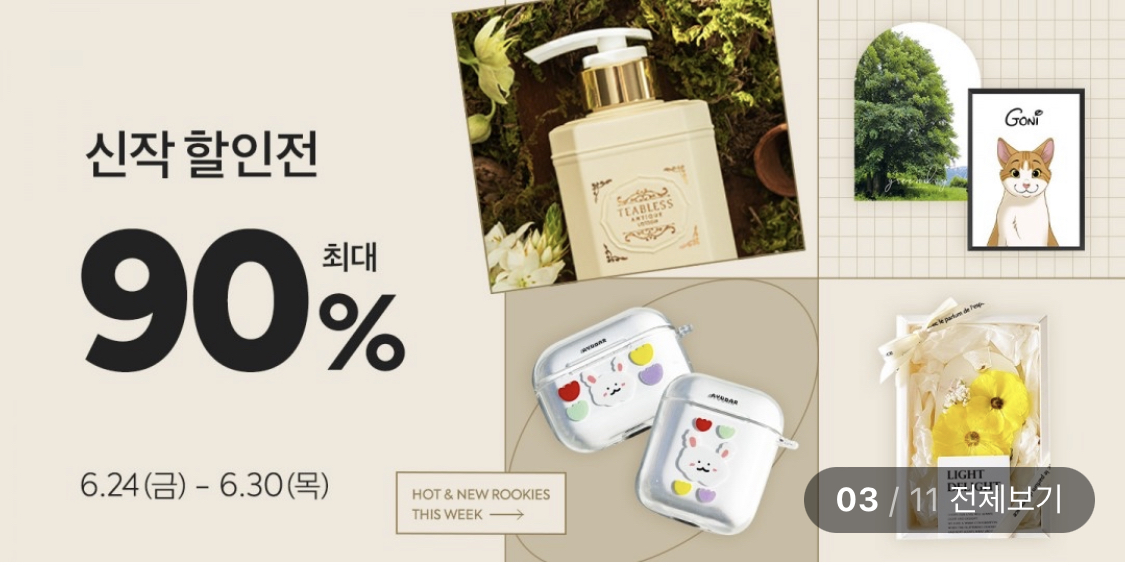 신작 할인전
90%
최대
6.24(금) – 6.30(목)
HOT & NEW ROOKIES
THIS WEEK
TEABLESS
ANTIQUE
GONI
LIGHT
DELIGHT
03 / 11 전체보기